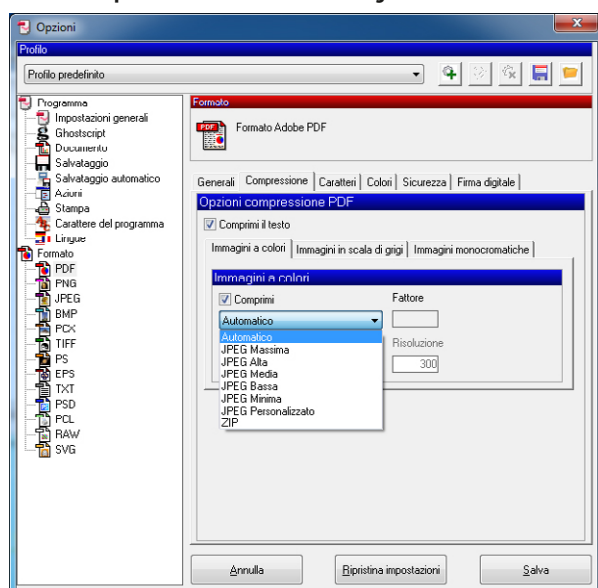 Opzioni
Profilo
Profilo predefinito
Programma
Impostazioni generali
Ghostscript
Documento
Salvataggio
Salvataggio automatico
Azioni
Stampa
Carattere del programma
Lingue
Formato
PDF
PNG
JPEG
BMP
PCX
TIFF
PS
EPS
TXT
PSD
PCL
RAW
SVG
Formato
PDF
Formato Adobe PDF
Generali Compressione Caratteri Colori Sicurezza Firma digitale
Opzioni compressione PDF
Comprimi il testo
Immagini a colori Immagini in scala di grigi Immagini monocromatiche
Immagini a colori
Comprimi Fattore
Automatico
Automatico
JPEG Massima
JPEG Alta
JPEG Media
JPEG Bassa
JPEG Minima
JPEG Personalizzato
ZIP
Risoluzione
300
Annulla Ripristina impostazioni Salva